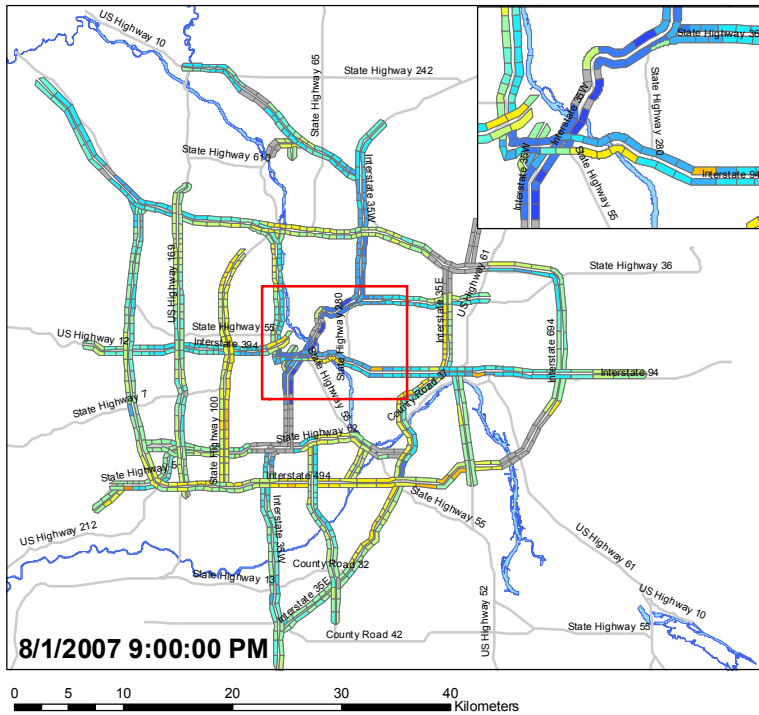 US Highway 10
State Highway 65
State Highway 242
State Highway 610
Interstate 35W
State Highway 36
Interstate 35W
State Highway 280
Interstate 35W
Interstate 94
State Highway 55
US Highway 61
State Highway 36
US Highway 169
Interstate 35E
State Highway 280
Interstate 694
State Highway 55
US Highway 12
Interstate 394
State Highway 55
Interstate 94
County Road 37
State Highway 7
State Highway 100
State Highway 62
State Highway 5
Interstate 494
State Highway 55
US Highway 212
Interstate 35W
US Highway 61
County Road 32
State Highway 13
Interstate 35E
US Highway 52
US Highway 10
State Highway 55
County Road 42
8/1/2007 9:00:00 PM
0 5 10 20 30 40
Kilometers